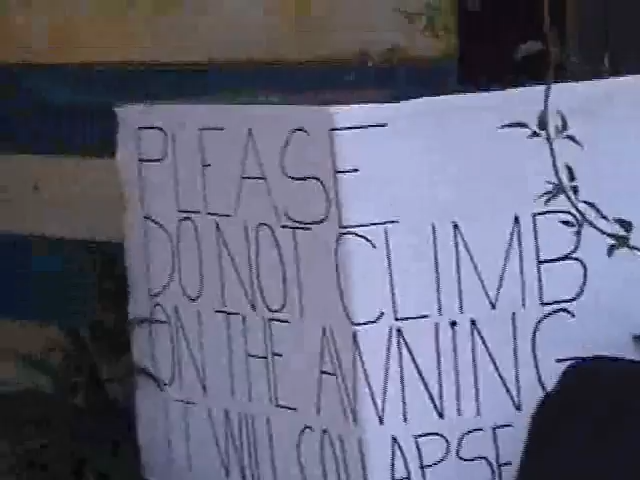 PLEASE
DO NOT CLIMB
ON THE AWNING
IT WILL COLLAPSE